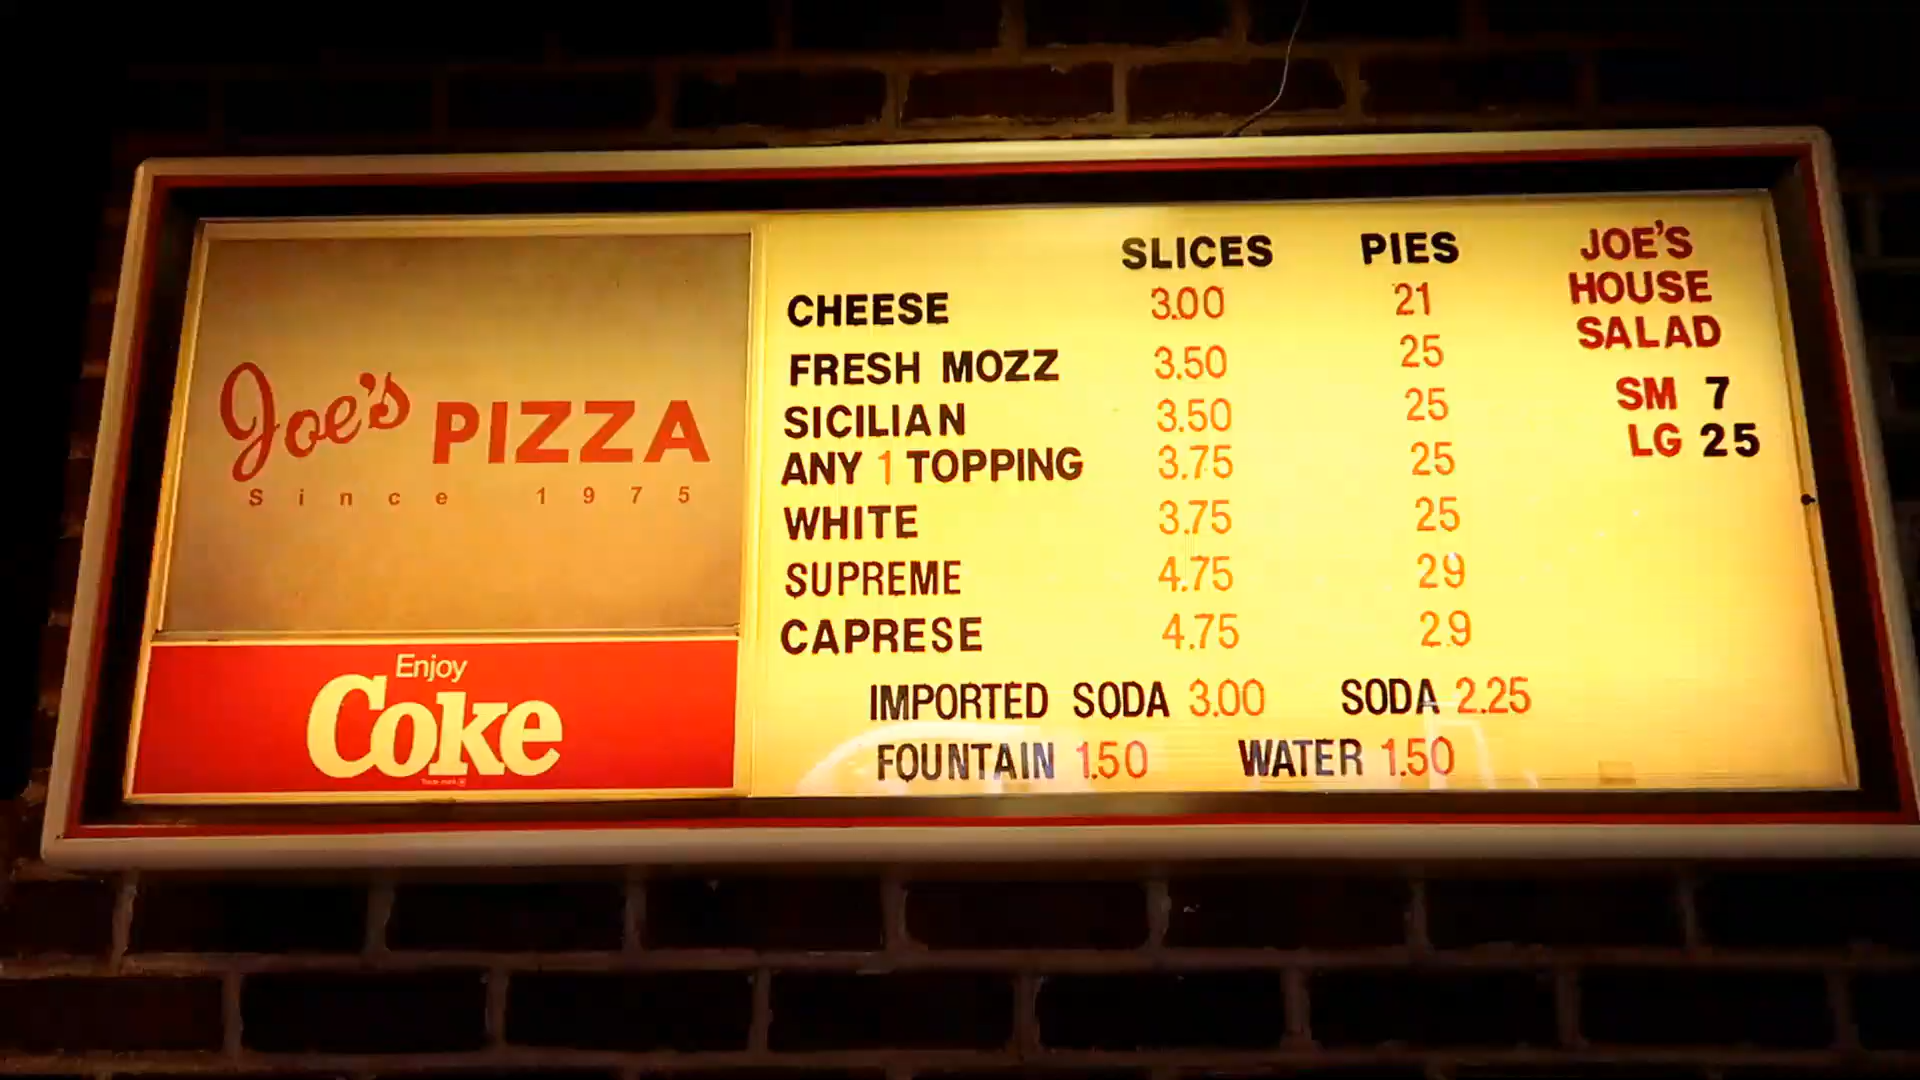 Joe's PIZZA
Since 1975
Enjoy
Coke
Trade-mark ®
SLICES PIES
CHEESE 3.00 21
FRESH MOZZ 3.50 25
SICILIAN 3.50 25
ANY 1 TOPPING 3.75 25
WHITE 3.75 25
SUPREME 4.75 29
CAPRESE 4.75 29
IMPORTED SODA 3.00 SODA 2.25
FOUNTAIN 1.50 WATER 1.50
JOE'S
HOUSE
SALAD
SM 7
LG 25